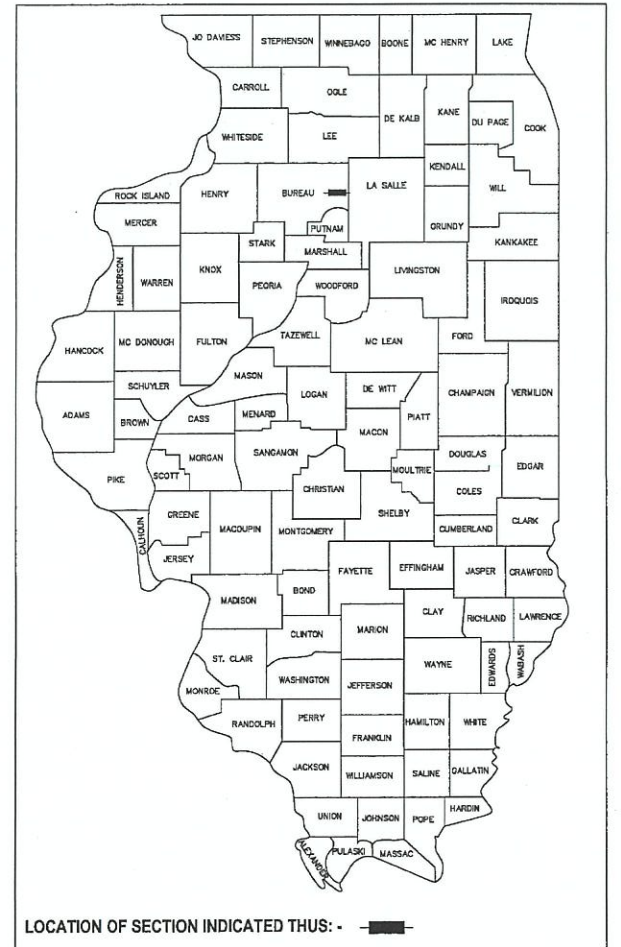 JO DAVIESS STEPHENSON WINNEBAGO BOONE MC HENRY LAKE
CARROLL OGLE DE KALB KANE DU PAGE COOK
WHITESIDE LEE KENDALL WILL
ROCK ISLAND HENRY BUREAU LA SALLE GRUNDY
MERCER PUTNAM KANKAKEE
HENDERSON WARREN KNOX STARK MARSHALL LIVINGSTON
PEORIA WOODFORD IROQUOIS
HANCOCK MC DONOUGH FULTON TAZEWELL MC LEAN FORD
SCHUYLER MASON LOGAN DE WITT CHAMPAIGN VERMILION
ADAMS BROWN CASS MENARD MACON PIATT
PIKE SCOTT MORGAN SANGAMON CHRISTIAN MOULTRIE DOUGLAS EDGAR
COLES
CALHOUN GREENE MACOUPIN MONTGOMERY SHELBY CUMBERLAND CLARK
JERSEY FAYETTE EFFINGHAM JASPER CRAWFORD
MADISON BOND CLAY RICHLAND LAWRENCE
CLINTON MARION
ST. CLAIR WASHINGTON JEFFERSON WAYNE EDWARDS WABASH
MONROE
RANDOLPH PERRY FRANKLIN HAMILTON WHITE
JACKSON WILLIAMSON SALINE GALLATIN
UNION JOHNSON POPE HARDIN
ALEXANDER PULASKI MASSAC
LOCATION OF SECTION INDICATED THUS: -